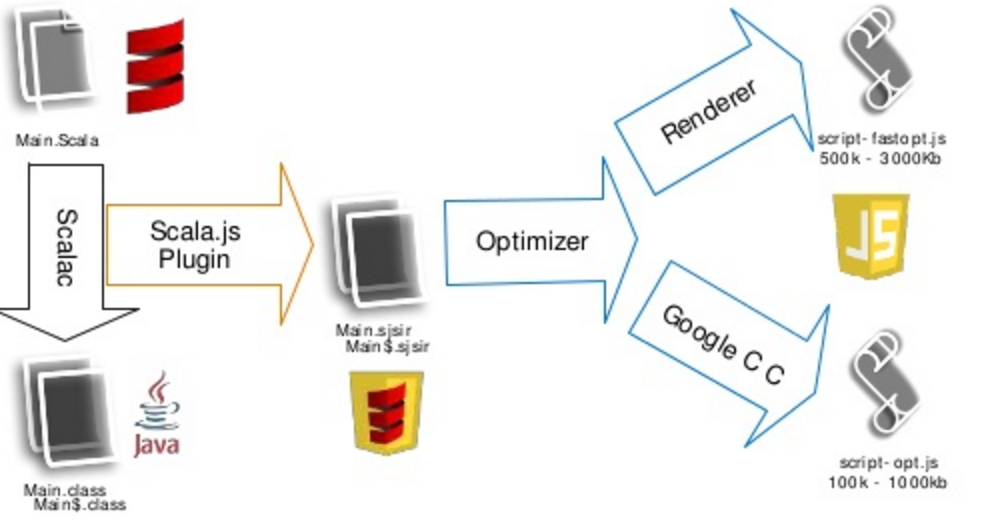 Main.Scala
Scalac
Scala.js
Plugin
Main.class
Main$.class
Java
Main.sjsir
Main$.sjsir
Optimizer
Renderer
script-fastopt.js
500k - 3000Kb
JS
Google C C
script-opt.js
100k - 1000kb